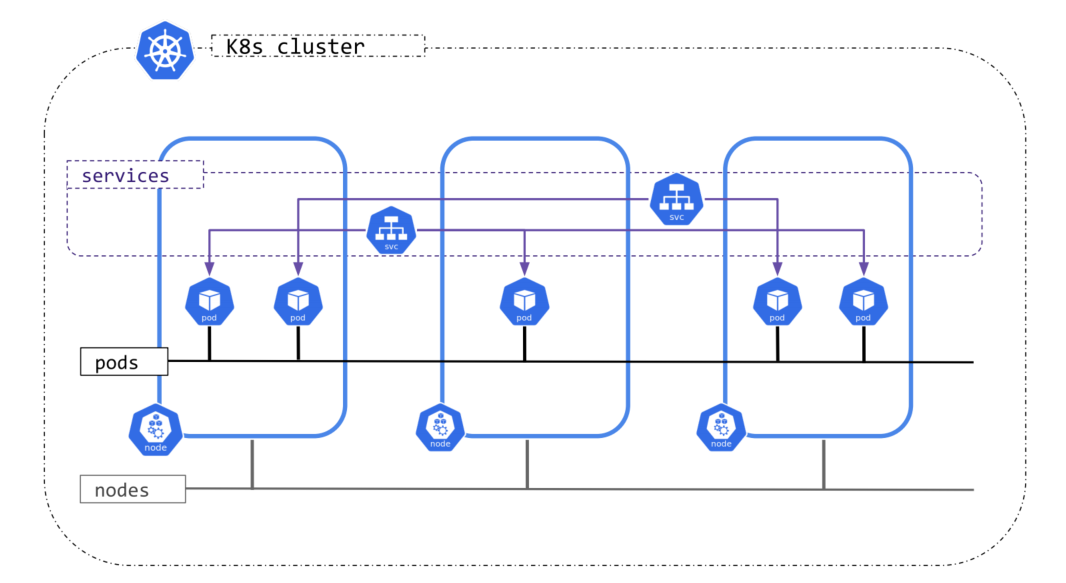 K8s cluster
services
svc
svc
pod
pod
pod
pod
pod
pods
node
node
node
nodes